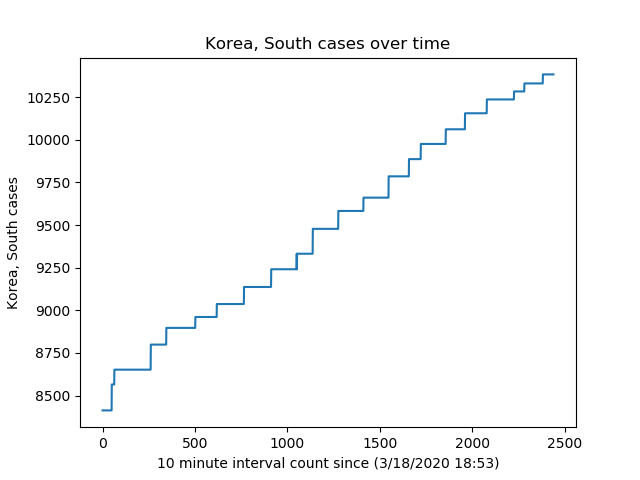 Korea, South cases over time
Korea, South cases
10250
10000
9750
9500
9250
9000
8750
8500
0 500 1000 1500 2000 2500
10 minute interval count since (3/18/2020 18:53)